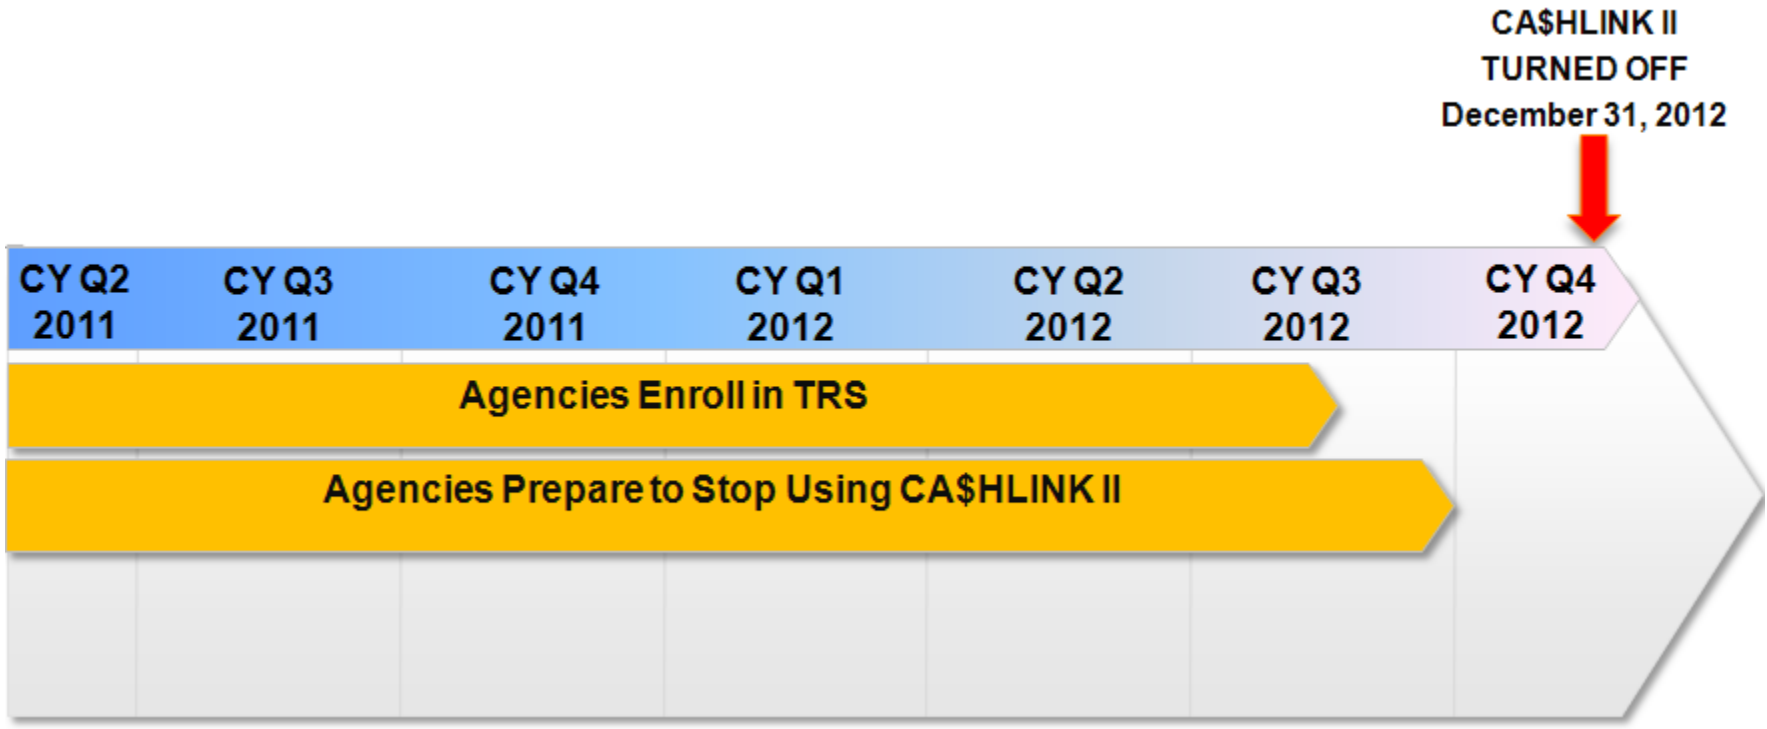 CA$HLINK II
TURNED OFF
December 31, 2012
CY Q2
2011
CY Q3
2011
CY Q4
2011
CY Q1
2012
CY Q2
2012
CY Q3
2012
CY Q4
2012
Agencies Enroll in TRS
Agencies Prepare to Stop Using CA$HLINK II